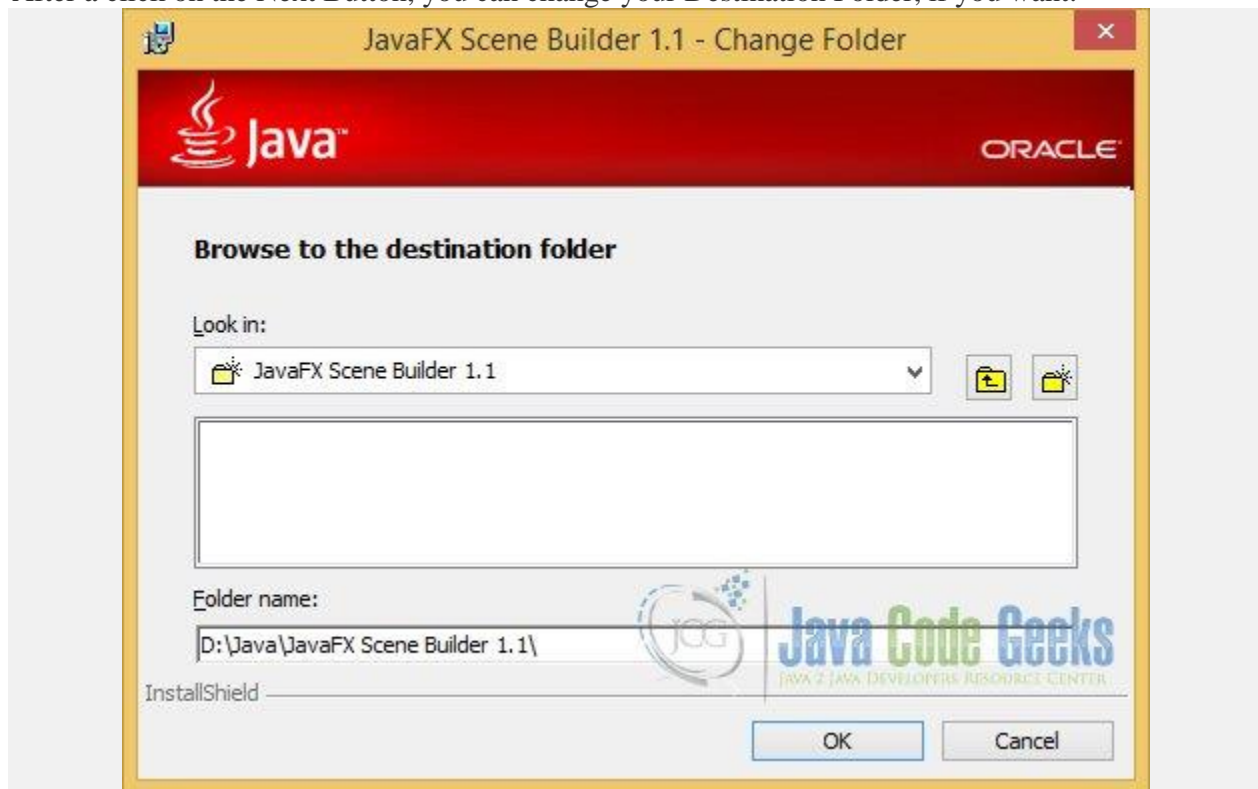 After a click on the Next Button, you can change your Destination Folder, if you want.
JavaFX Scene Builder 1.1 - Change Folder
Java™
ORACLE
Browse to the destination folder
Look in:
JavaFX Scene Builder 1.1
Folder name:
D:\Java\JavaFX Scene Builder 1.1\
JCG
Java Code Geeks
JAVA 2 JAVA DEVELOPERS RESOURCE CENTER
InstallShield
OK
Cancel